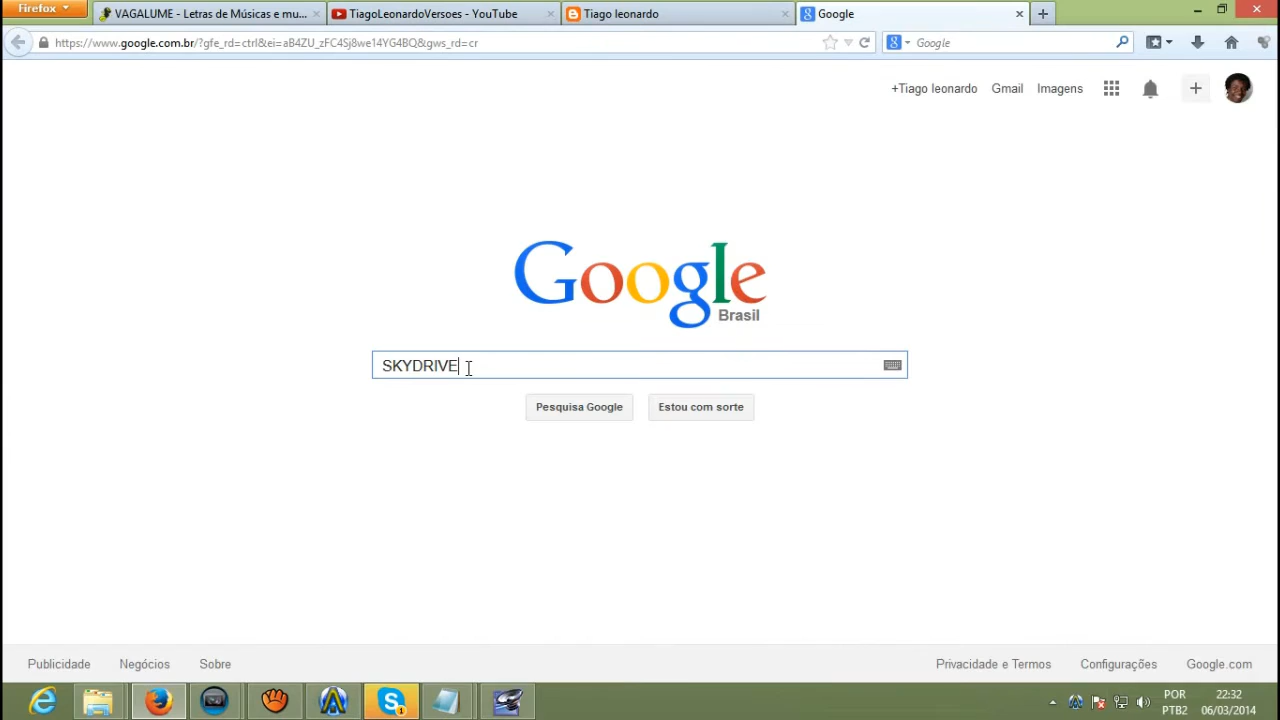 Firefox
VAGALUME - Letras de Músicas e mu...
TiagoLeonardoVersoes - YouTube
Tiago leonardo
Google
https://www.google.com.br/?gfe_rd=ctrl&ei=aB4ZU_zFC4Sj8we14YG4BQ&gws_rd=cr
Google
+Tiago leonardo
Gmail
Imagens
Google
Brasil
SKYDRIVE
Pesquisa Google
Estou com sorte
Publicidade
Negócios
Sobre
Privacidade e Termos
Configurações
Google.com
POR
PTB2
22:32
06/03/2014